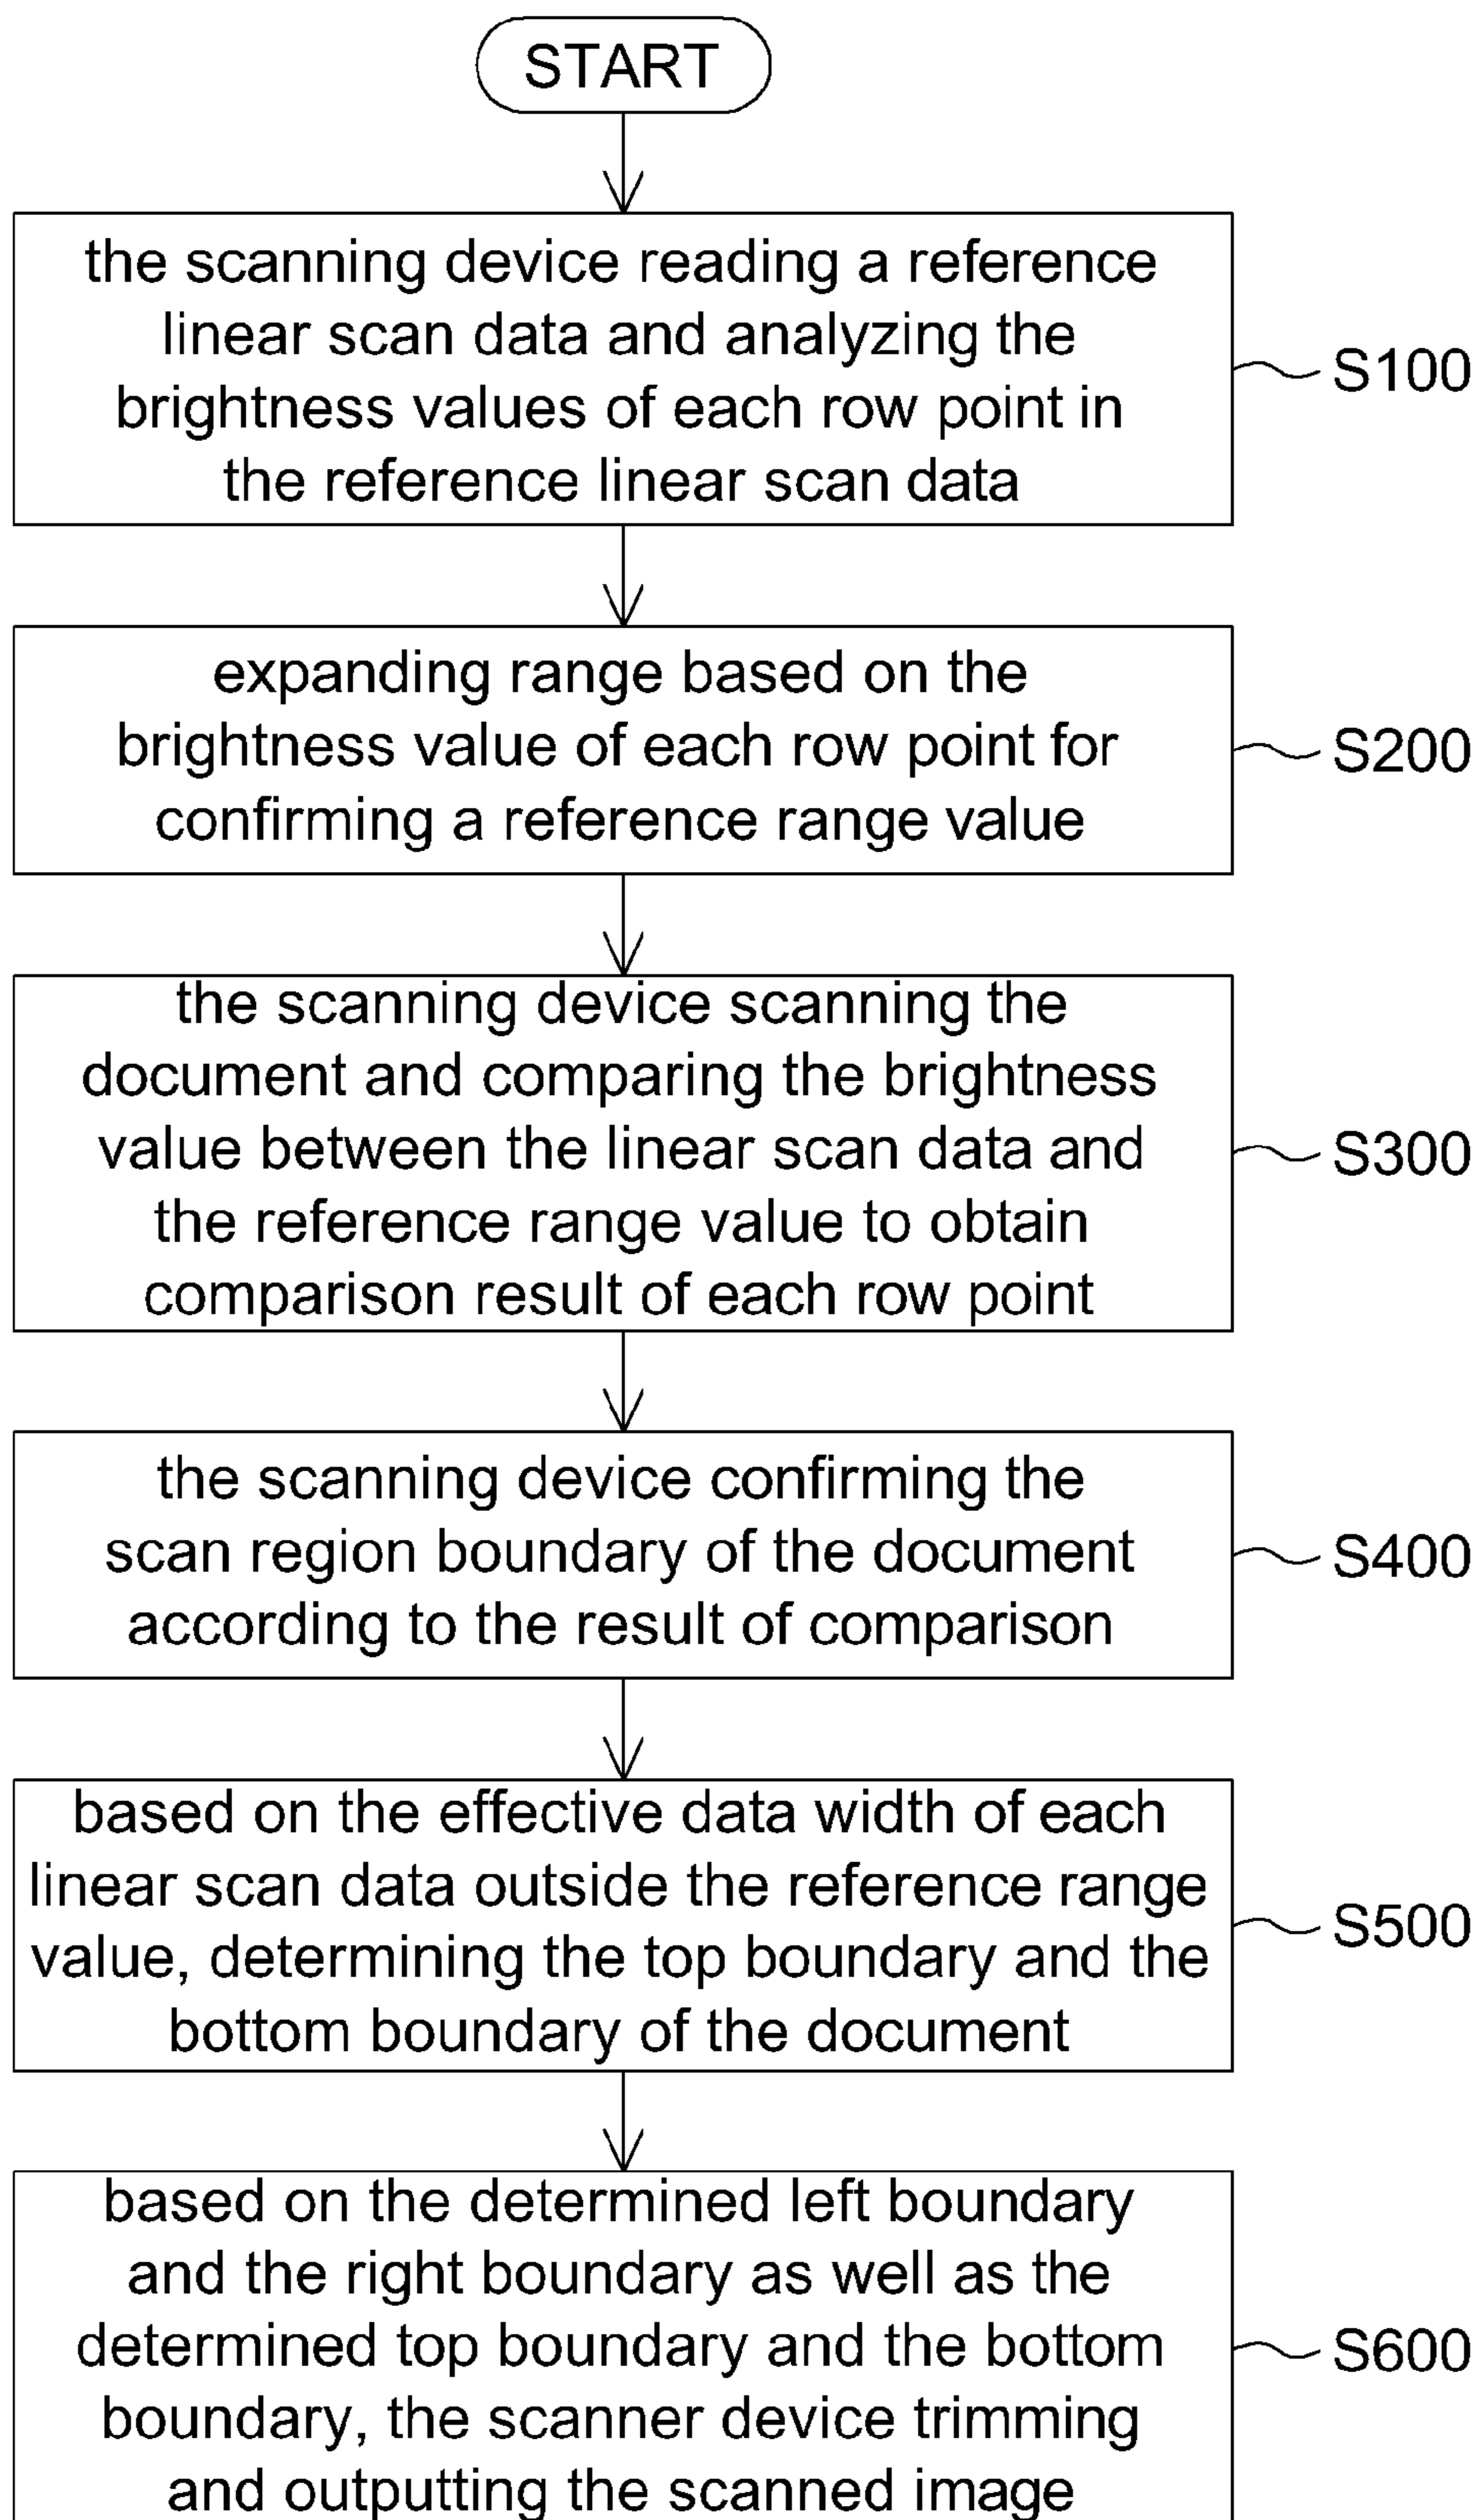 START
the scanning device reading a reference
linear scan data and analyzing the
brightness values of each row point in
the reference linear scan data
S100
expanding range based on the
brightness value of each row point for
confirming a reference range value
S200
the scanning device scanning the
document and comparing the brightness
value between the linear scan data and
the reference range value to obtain
comparison result of each row point
S300
the scanning device confirming the
scan region boundary of the document
according to the result of comparison
S400
based on the effective data width of each
linear scan data outside the reference range
value, determining the top boundary and the
bottom boundary of the document
S500
based on the determined left boundary
and the right boundary as well as the
determined top boundary and the bottom
boundary, the scanner device trimming
and outputting the scanned image
S600